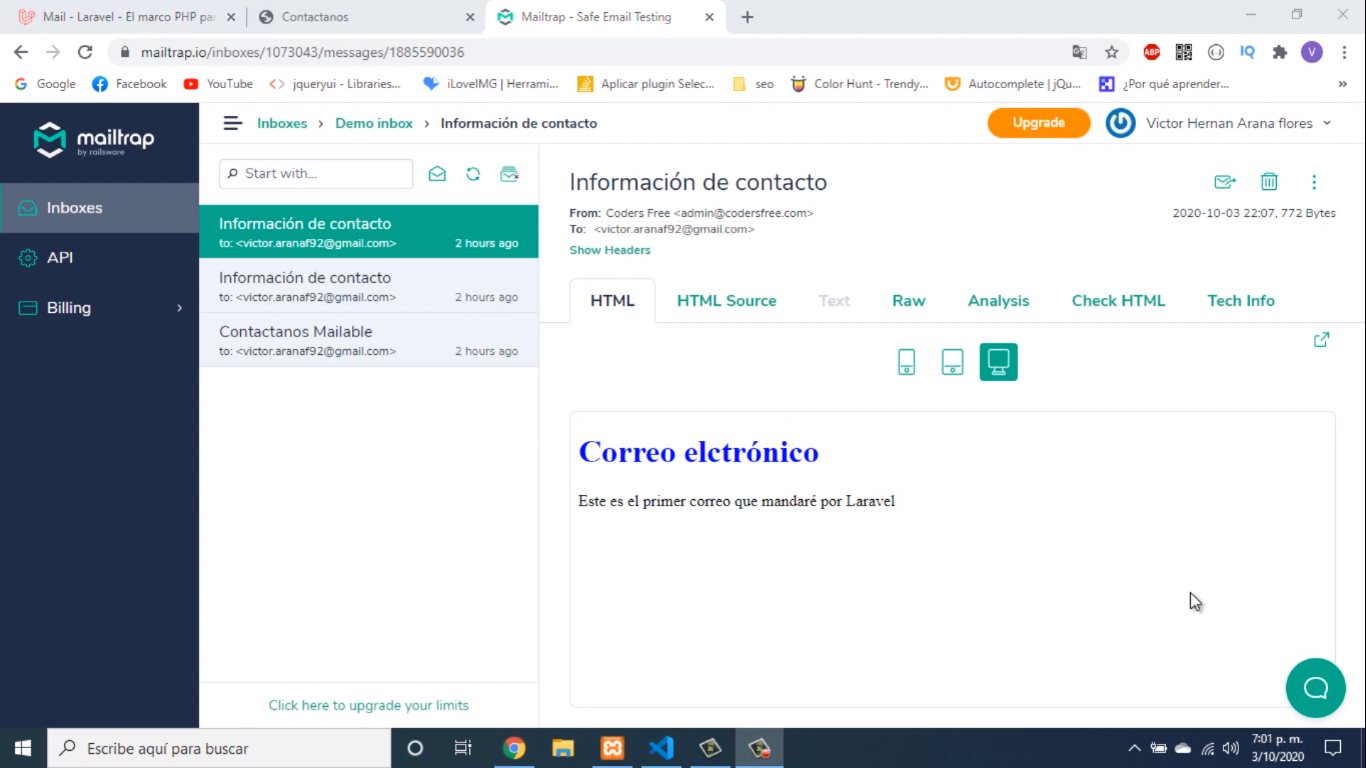 Mail - Laravel - El marco PHP par
Contactanos
Mailtrap - Safe Email Testing
mailtrap.io/inboxes/1073043/messages/1885590036
ABP
IQ
V
Google
Facebook
YouTube
jqueryui - Libraries...
iLoveIMG | Herrami...
Aplicar plugin Selec...
seo
Color Hunt - Trendy...
Autocomplete | jQu...
¿Por qué aprender...
»
mailtrap
by railsware
Inboxes › Demo inbox › Información de contacto
Upgrade
Victor Hernan Arana flores
Inboxes
API
Billing
Start with...
Información de contacto
to: <victor.aranaf92@gmail.com> 2 hours ago
Información de contacto
to: <victor.aranaf92@gmail.com> 2 hours ago
Contactanos Mailable
to: <victor.aranaf92@gmail.com> 2 hours ago
Click here to upgrade your limits
Información de contacto
From: Coders Free <admin@codersfree.com>
2020-10-03 22:07, 772 Bytes
To: <victor.aranaf92@gmail.com>
Show Headers
HTML
HTML Source
Text
Raw
Analysis
Check HTML
Tech Info
Correo elctrónico
Este es el primer correo que mandaré por Laravel
Escribe aquí para buscar
7:01 p. m.
3/10/2020